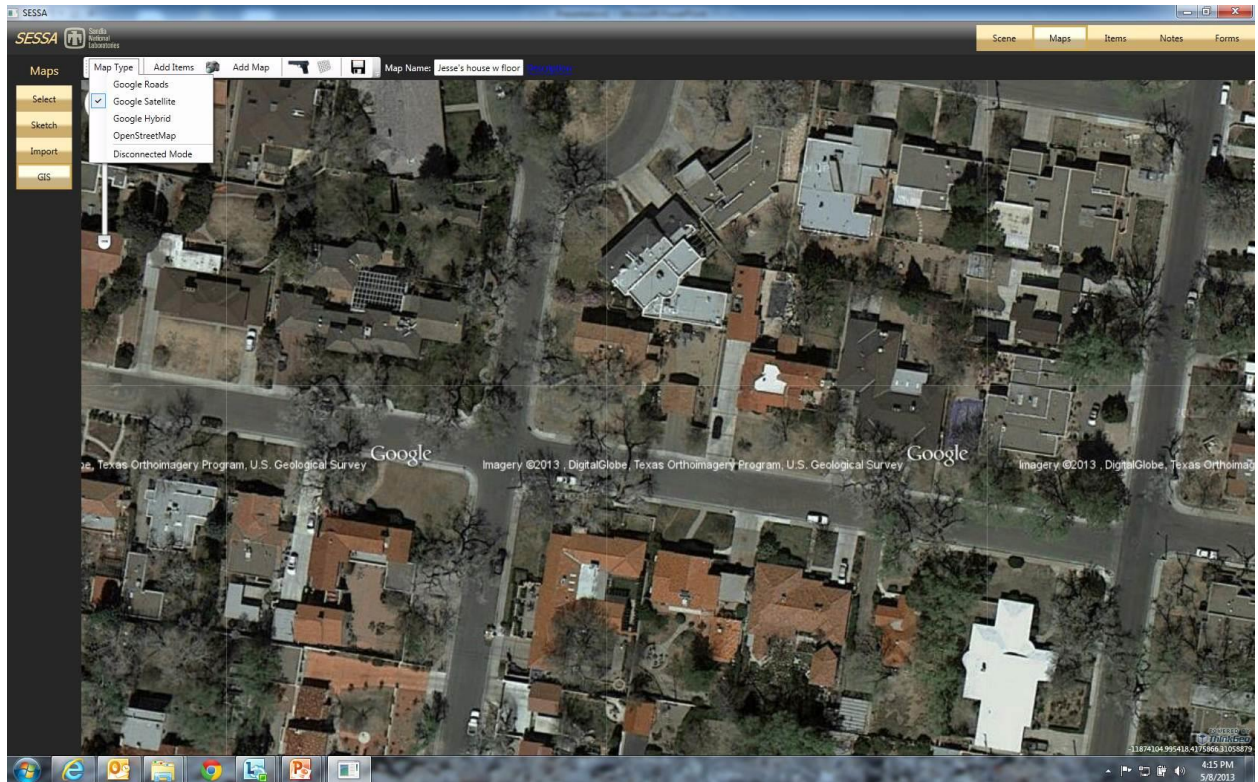 SESSA
SESSA Sandia National Laboratories
Scene Maps Items Notes Forms
Maps
Map Type Add Items Add Map Map Name: Jesse's house w floor
Select
Sketch
Import
GIS
Google Roads
Google Satellite
Google Hybrid
OpenStreetMap
Disconnected Mode
Google Google
be, Texas Orthoimagery Program, U.S. Geological Survey Imagery ©2013 , DigitalGlobe, Texas Orthoimagery Program, U.S. Geological Survey Imagery ©2013 , DigitalGlobe, Texas Orthoimag
POWERED
ThinkGeo
4:15 PM
5/8/2013